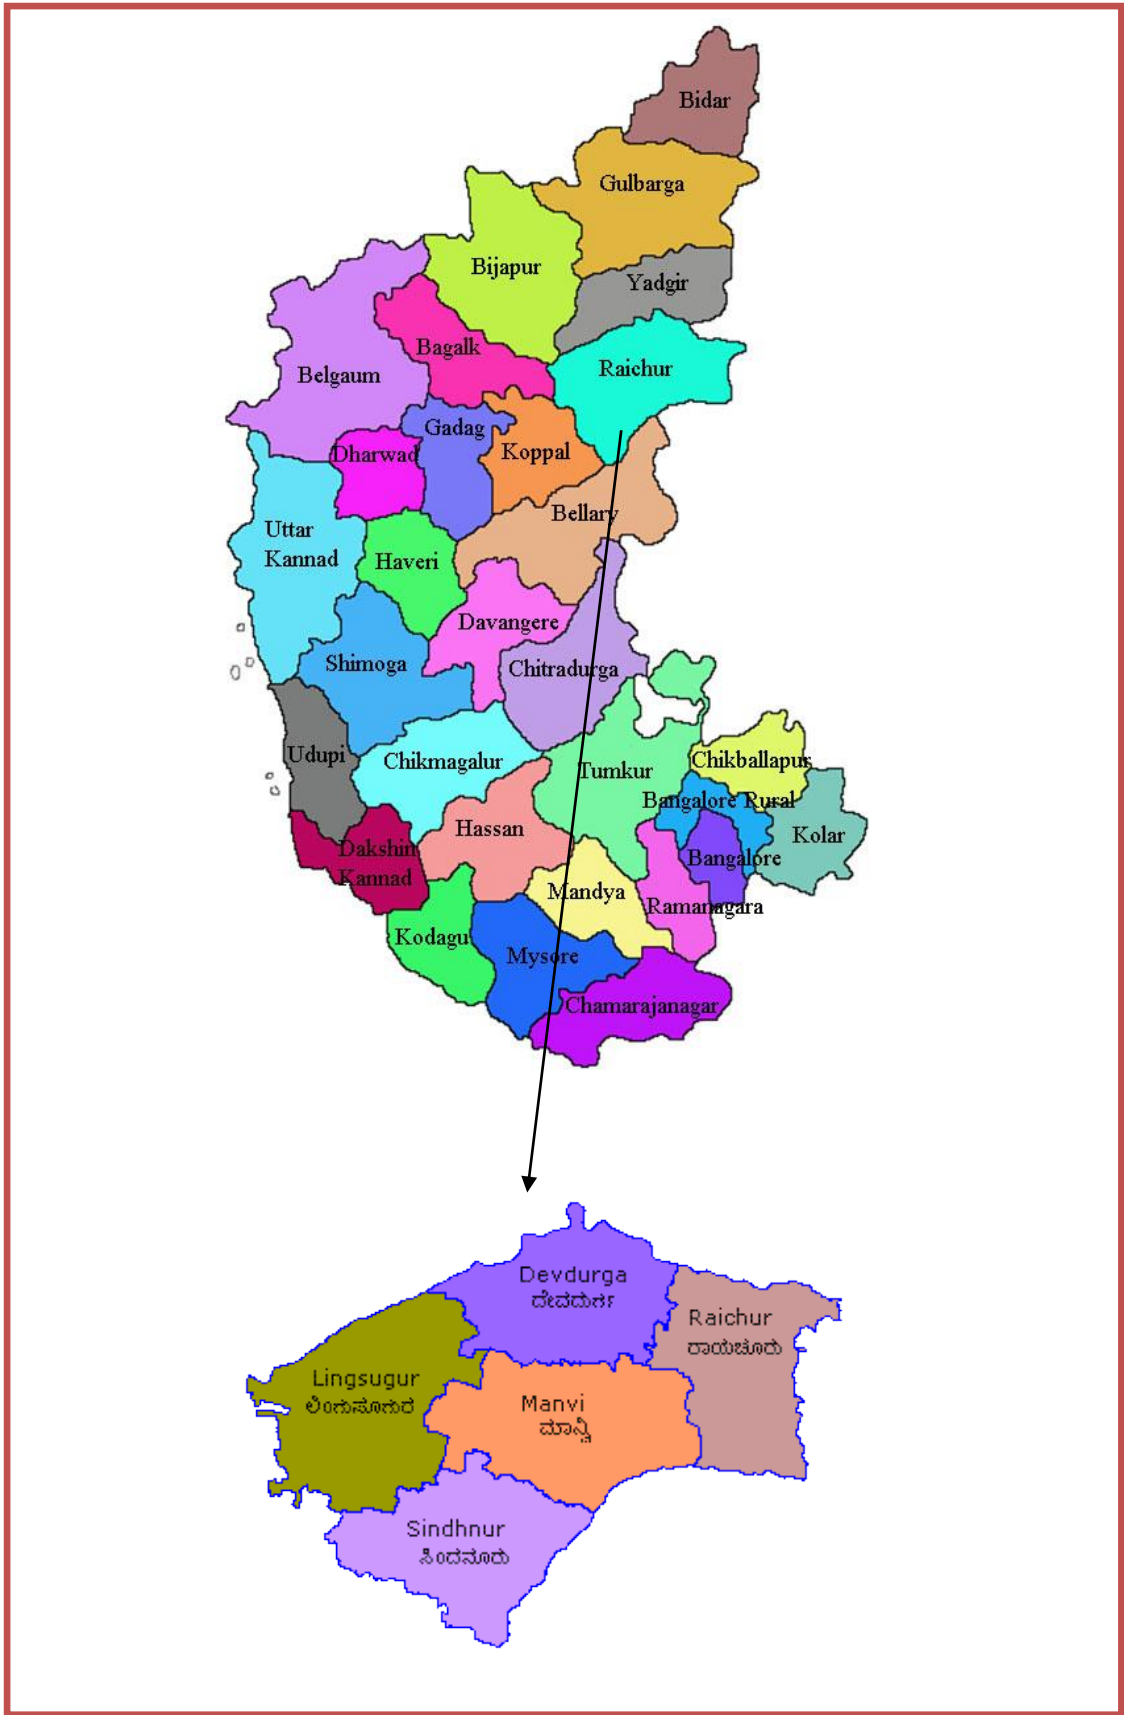 Bidar
Gulbarga
Bijapur
Yadgir
Bagalk
Raichur
Belgaum
Gadag
Koppal
Dharwad
Bellary
Uttar
Kannad
Haveri
Davangere
Shimoga
Chitradurga
Udupi
Chikmagalur
Tumkur
Chikballapur
Bangalore Rural
Hassan
Kolar
Dakshin
Kannad
Bangalore
Mandya
Ramanagara
Kodagu
Mysore
Chamarajanagar
Devdurga
ದೇವದುರ್ಗ
Raichur
ರಾಯಚೂರು
Lingsugur
ಲಿಂಗುಸೂಗುರ
Manvi
ಮಾನ್ವಿ
Sindhnur
ಸಿಂದನೂರು